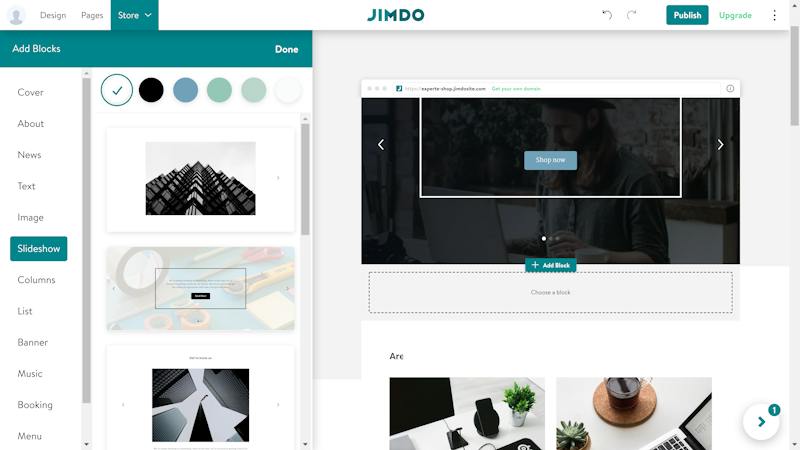 Design
Pages
Store
JIMDO
Publish
Upgrade
Add Blocks
Done
Cover
About
News
Text
Image
Slideshow
Columns
List
Banner
Music
Booking
Menu
https://experte-shop.jimdosite.com
Get your own domain
Shop now
+ Add Block
Choose a block
Are
1